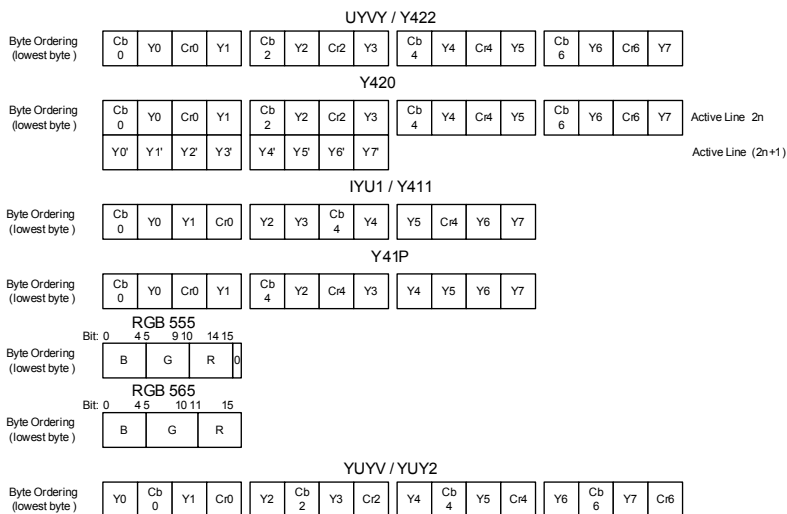 UYVY / Y422
Byte Ordering (lowest byte ) Cb 0 Y0 Cr0 Y1 Cb 2 Y2 Cr2 Y3 Cb 4 Y4 Cr4 Y5 Cb 6 Y6 Cr6 Y7
Y420
Byte Ordering (lowest byte ) Cb 0 Y0 Cr0 Y1 Cb 2 Y2 Cr2 Y3 Cb 4 Y4 Cr4 Y5 Cb 6 Y6 Cr6 Y7 Active Line 2n
Y0' Y1' Y2' Y3' Y4' Y5' Y6' Y7' Active Line (2n+1)
IYU1 / Y411
Byte Ordering (lowest byte ) Cb 0 Y0 Y1 Cr0 Y2 Y3 Cb 4 Y4 Y5 Cr4 Y6 Y7
Y41P
Byte Ordering (lowest byte ) Cb 0 Y0 Cr0 Y1 Cb 4 Y2 Cr4 Y3 Y4 Y5 Y6 Y7
RGB 555
Bit: 0 4 5 9 10 14 15
Byte Ordering (lowest byte ) B G R 0
RGB 565
Bit: 0 4 5 10 11 15
Byte Ordering (lowest byte ) B G R
YUYV / YUY2
Byte Ordering (lowest byte ) Y0 Cb 0 Y1 Cr0 Y2 Cb 2 Y3 Cr2 Y4 Cb 4 Y5 Cr4 Y6 Cb 6 Y7 Cr6